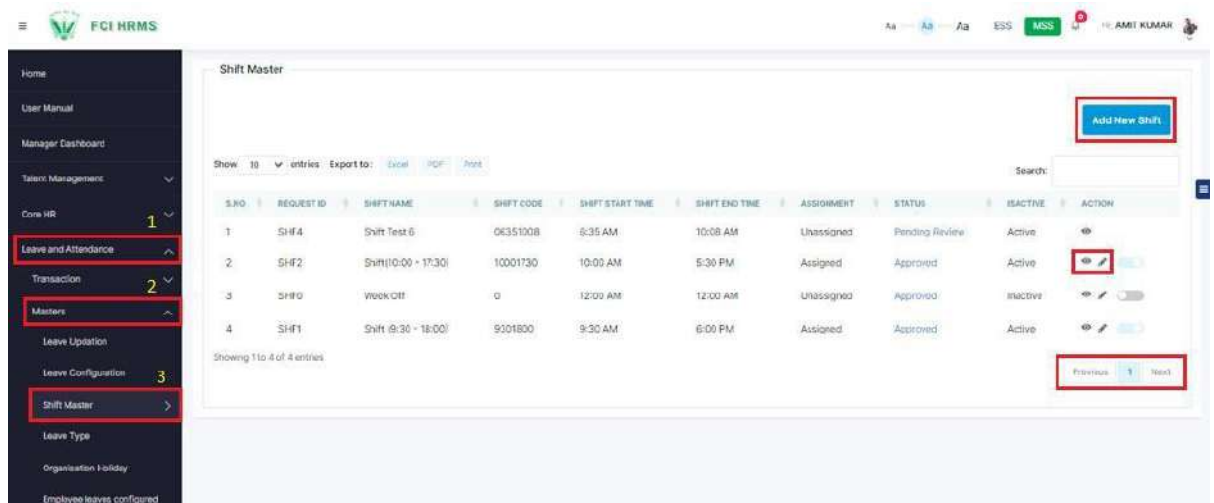 FCI HRMS
Aa Aa Aa ESS MSS 0 Hi, AMIT KUMAR
Home
User Manual
Manager Dashboard
Talent Management
Core HR
1
Leave and Attendance
Transaction
2
Masters
Leave Updation
Leave Configuration
3
Shift Master
Leave Type
Organisation Holiday
Employee leaves configured
Shift Master
Add New Shift
Show 10 entries Export to: Excel PDF Print
Search:
S.NO REQUEST ID SHIFT NAME SHIFT CODE SHIFT START TIME SHIFT END TIME ASSIGNMENT STATUS ISACTIVE ACTION
1 SHF4 Shift Test 6 06351008 6:35 AM 10:08 AM Unassigned Pending Review Active
2 SHF2 Shift(10:00 - 17:30) 10001730 10:00 AM 5:30 PM Assigned Approved Active
3 SHF0 Week Off 0 12:00 AM 12:00 AM Unassigned Approved Inactive
4 SHF1 Shift (9:30 - 18:00) 9301800 9:30 AM 6:00 PM Assigned Approved Active
Showing 1 to 4 of 4 entries
Previous 1 Next